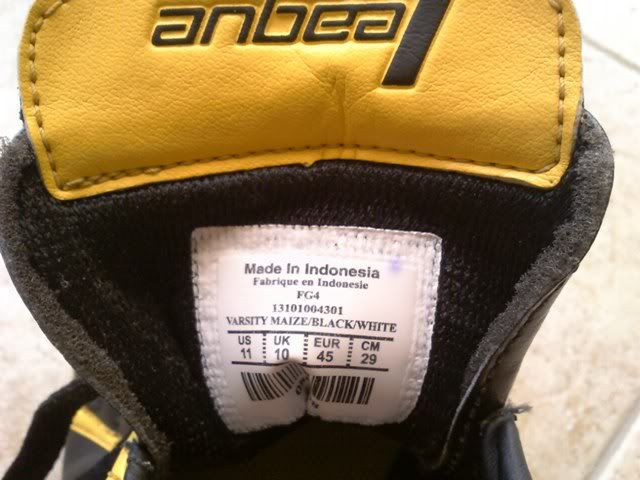 League
Made In Indonesia
Fabrique en Indonesie
FG4
13101004301
VARSITY MAIZE/BLACK/WHITE
US UK EUR CM
11 10 45 29